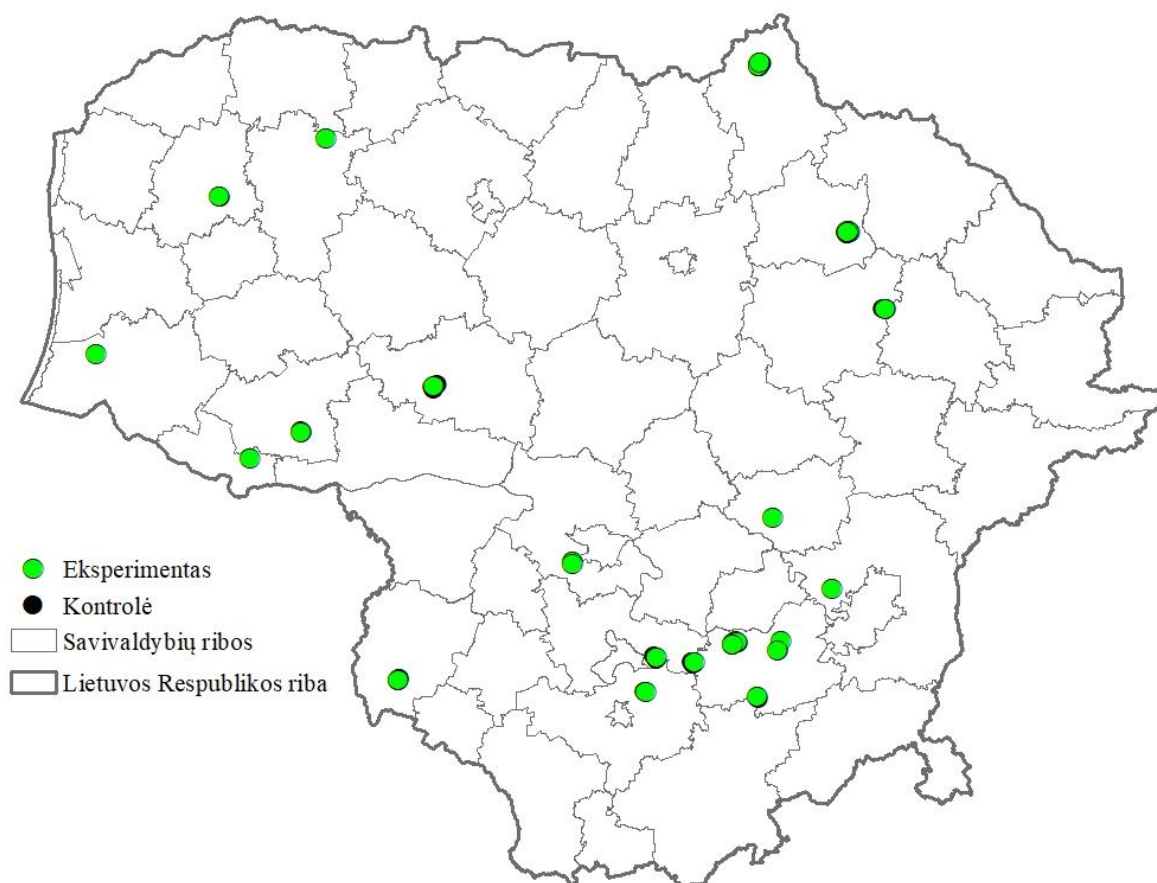 Eksperimentas
Kontrolė
Savivaldybių ribos
Lietuvos Respublikos riba